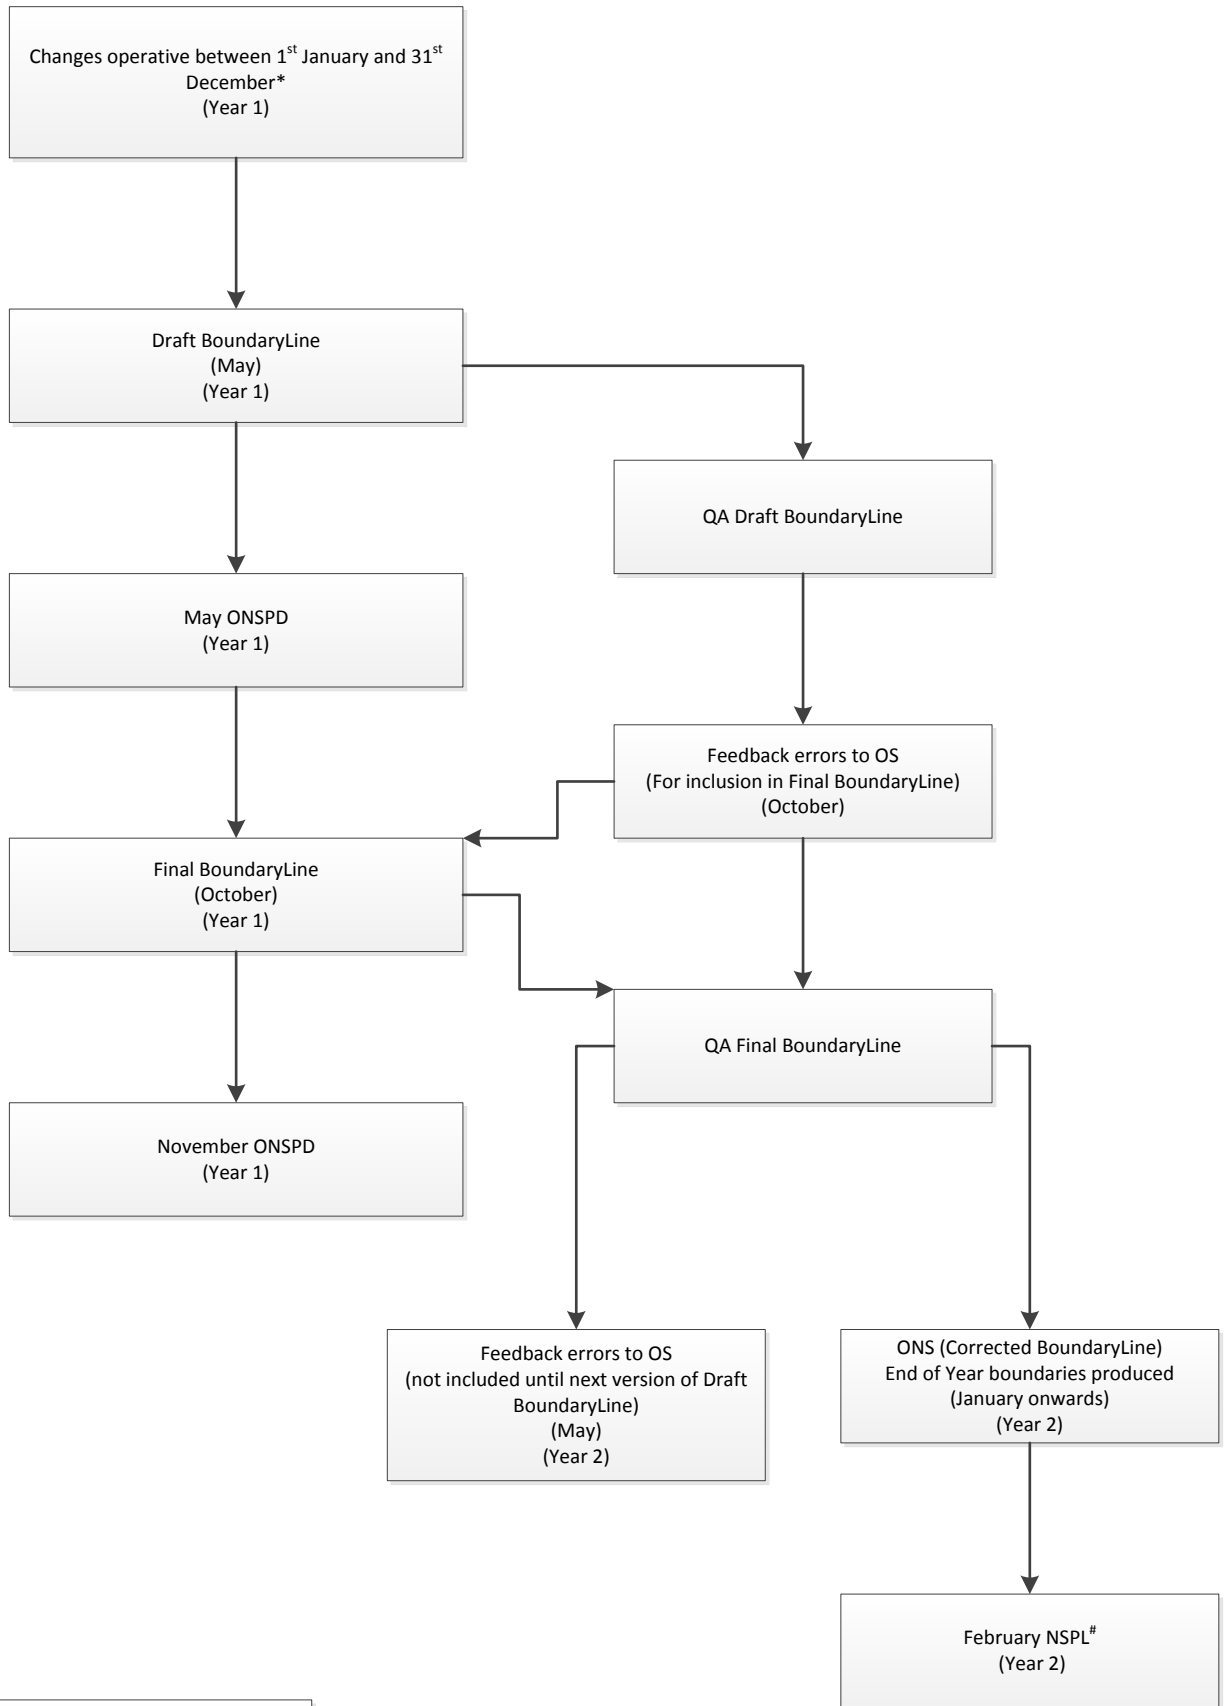 Changes operative between 1st January and 31st
December*
(Year 1)
Draft BoundaryLine
(May)
(Year 1)
QA Draft BoundaryLine
May ONSPD
(Year 1)
Feedback errors to OS
(For inclusion in Final BoundaryLine)
(October)
Final BoundaryLine
(October)
(Year 1)
QA Final BoundaryLine
November ONSPD
(Year 1)
Feedback errors to OS
(not included until next version of Draft
BoundaryLine)
(May)
(Year 2)
ONS (Corrected BoundaryLine)
End of Year boundaries produced
(January onwards)
(Year 2)
February NSPL#
(Year 2)